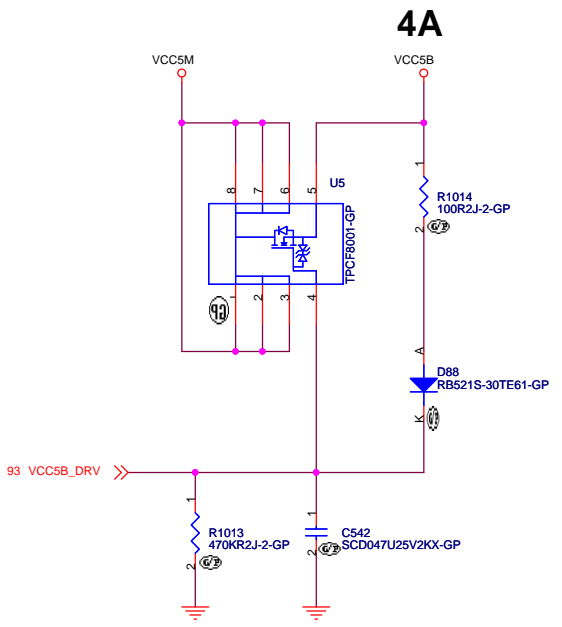 4A
VCC5M
VCC5B
8
7
6
5
U5
TPCF8001-GP
1
2
3
4
GP
1
R1014
100R2J-2-GP
2
G/P
A
D88
RB521S-30TE61-GP
K
G/P
93 VCC5B_DRV
1
R1013
470KR2J-2-GP
2
G/P
1
C542
SCD047U25V2KX-GP
2
G/P